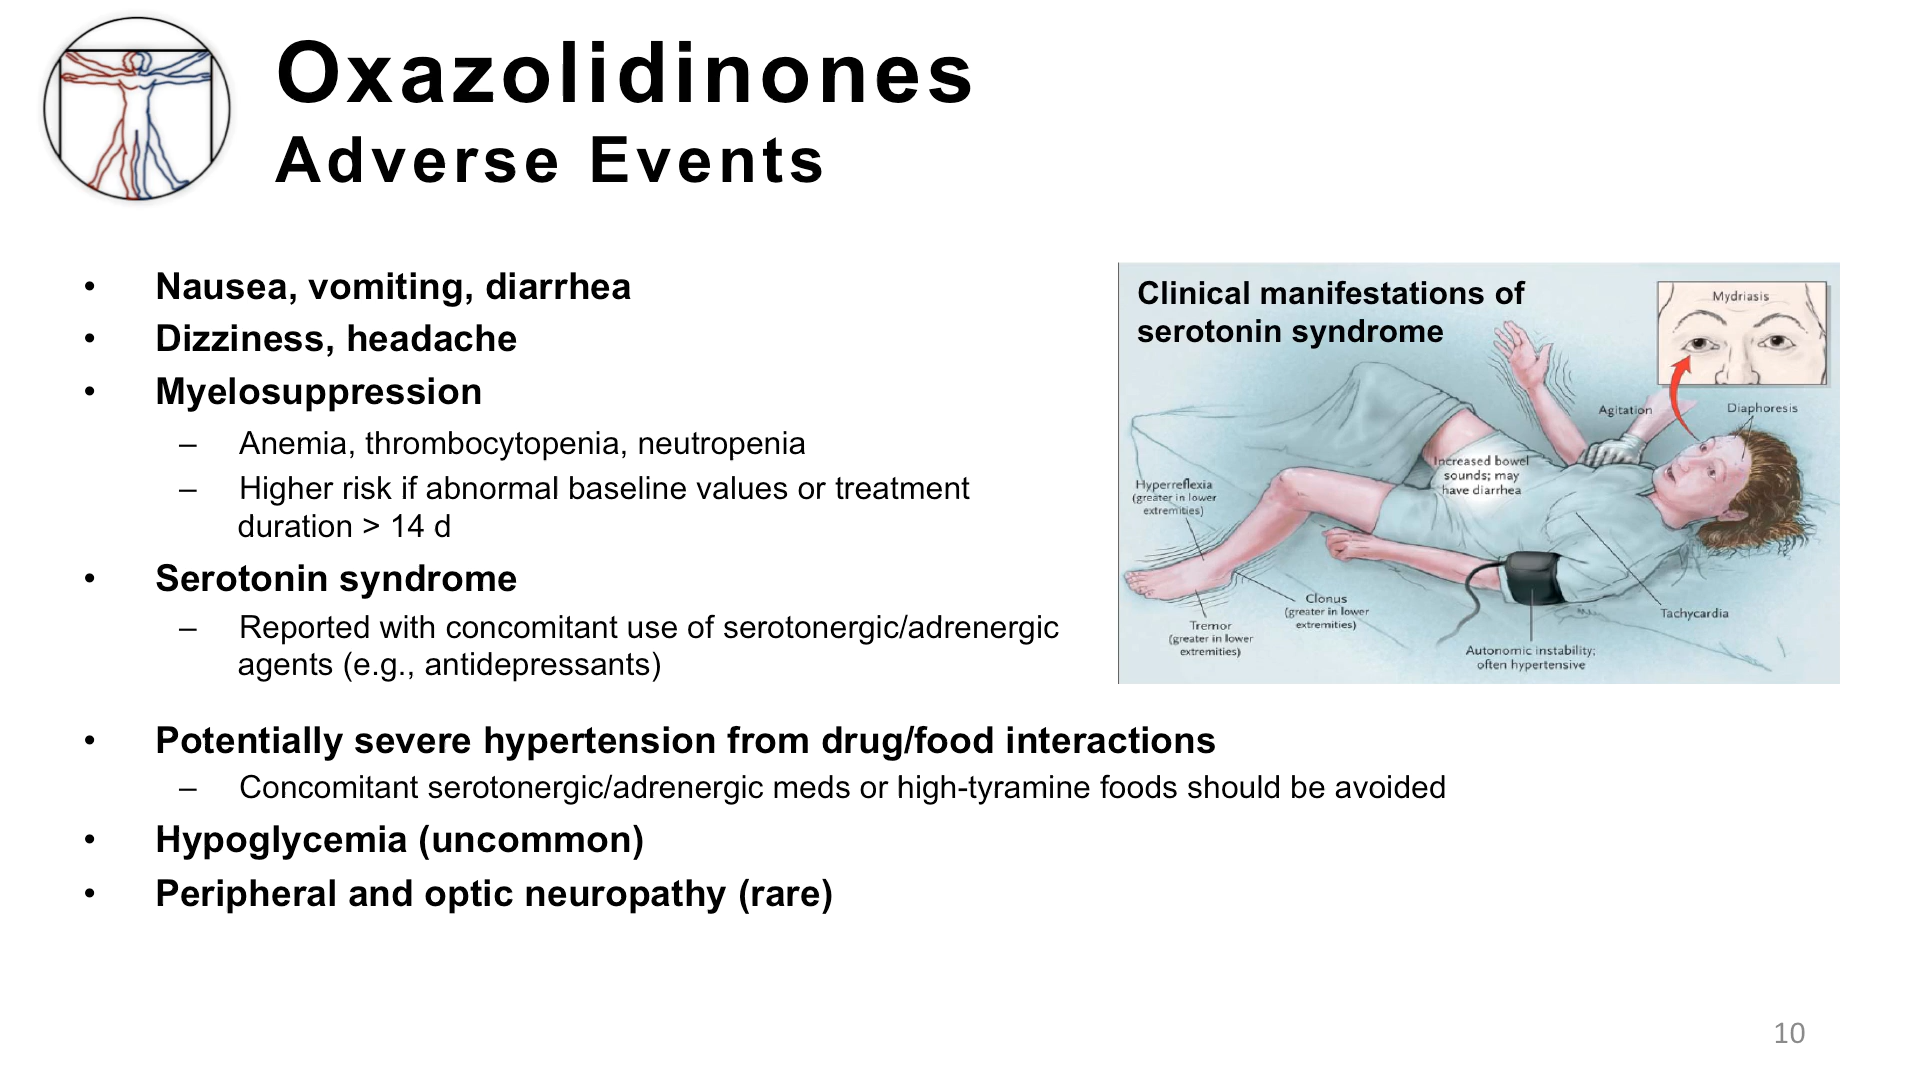 Oxazolidinones
Adverse Events
• Nausea, vomiting, diarrhea
• Dizziness, headache
• Myelosuppression
– Anemia, thrombocytopenia, neutropenia
– Higher risk if abnormal baseline values or treatment
duration > 14 d
• Serotonin syndrome
– Reported with concomitant use of serotonergic/adrenergic
agents (e.g., antidepressants)
• Potentially severe hypertension from drug/food interactions
– Concomitant serotonergic/adrenergic meds or high-tyramine foods should be avoided
• Hypoglycemia (uncommon)
• Peripheral and optic neuropathy (rare)
Clinical manifestations of
serotonin syndrome
Mydriasis
Agitation
Diaphoresis
Increased bowel
sounds; may
have diarrhea
Hyperreflexia
(greater in lower
extremities)
Clonus
(greater in lower
extremities)
Tremor
(greater in lower
extremities)
Tachycardia
Autonomic instability;
often hypertensive
10